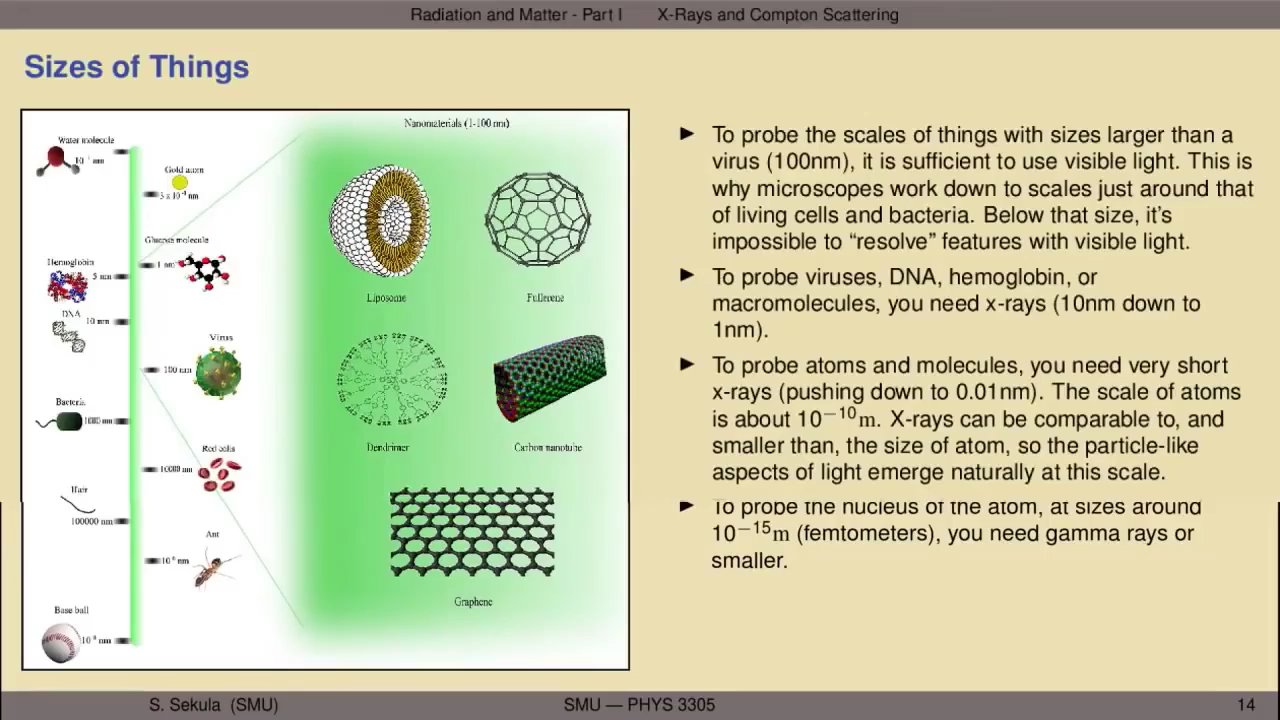 Radiation and Matter - Part I X-Rays and Compton Scattering
Sizes of Things
Nanomaterials (1-100 nm)
Water molecule
nm
Gold atom
nm
Glucose molecule
1 nm
Hemoglobin
5 nm
DNA
10 nm
Virus
100 nm
Bacteria
1000 nm
Red cells
10000 nm
Hair
100000 nm
Ant
nm
Base ball
nm
Liposome
Fullerene
Dendrimer
Carbon nanotube
Graphene
► To probe the scales of things with sizes larger than a
virus (100nm), it is sufficient to use visible light. This is
why microscopes work down to scales just around that
of living cells and bacteria. Below that size, it's
impossible to “resolve” features with visible light.
► To probe viruses, DNA, hemoglobin, or
macromolecules, you need x-rays (10nm down to
1nm).
► To probe atoms and molecules, you need very short
x-rays (pushing down to 0.01nm). The scale of atoms
is about 10⁻¹⁰m. X-rays can be comparable to, and
smaller than, the size of atom, so the particle-like
aspects of light emerge naturally at this scale.
► To probe the nucleus of the atom, at sizes around
10⁻¹⁵m (femtometers), you need gamma rays or
smaller.
S. Sekula (SMU)
SMU — PHYS 3305
14